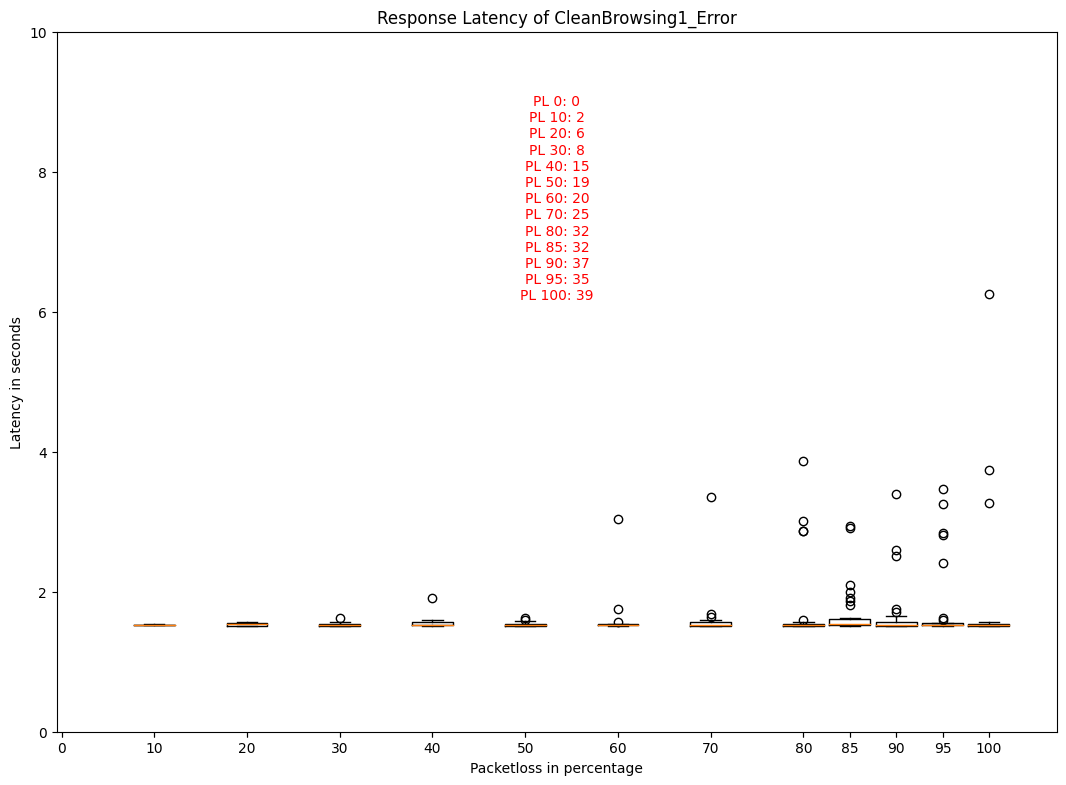 Response Latency of CleanBrowsing1_Error
10
8
6
4
2
0
Latency in seconds
PL 0: 0
PL 10: 2
PL 20: 6
PL 30: 8
PL 40: 15
PL 50: 19
PL 60: 20
PL 70: 25
PL 80: 32
PL 85: 32
PL 90: 37
PL 95: 35
PL 100: 39
0 10 20 30 40 50 60 70 80 85 90 95 100
Packetloss in percentage